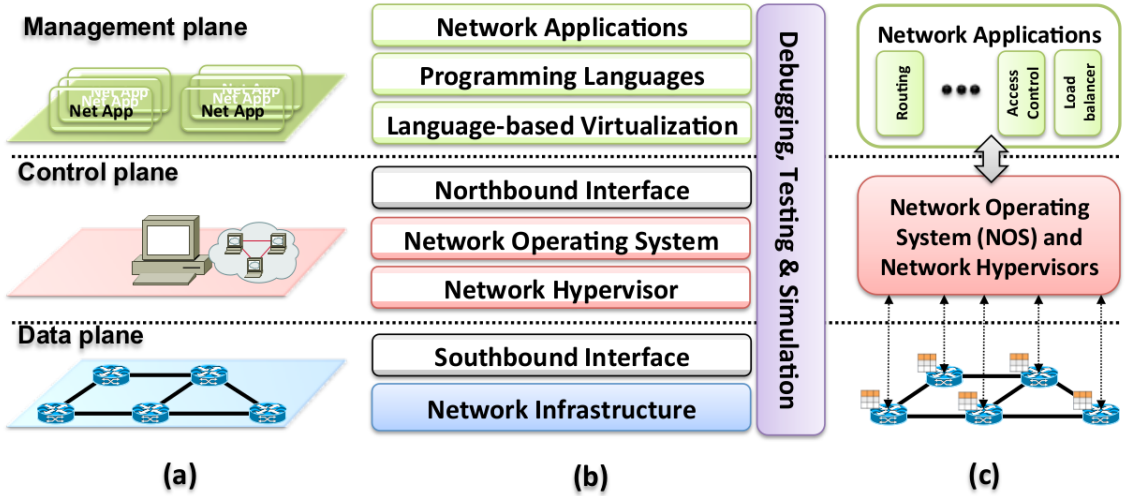 Management plane
Net App
Net App
Net App
Net App
Net App
Net App
Control plane
Data plane
(a)
Network Applications
Programming Languages
Language-based Virtualization
Northbound Interface
Network Operating System
Network Hypervisor
Southbound Interface
Network Infrastructure
Debugging, Testing & Simulation
(b)
Network Applications
Routing
•••
Access
Control
Load
balancer
Network Operating
System (NOS) and
Network Hypervisors
(c)